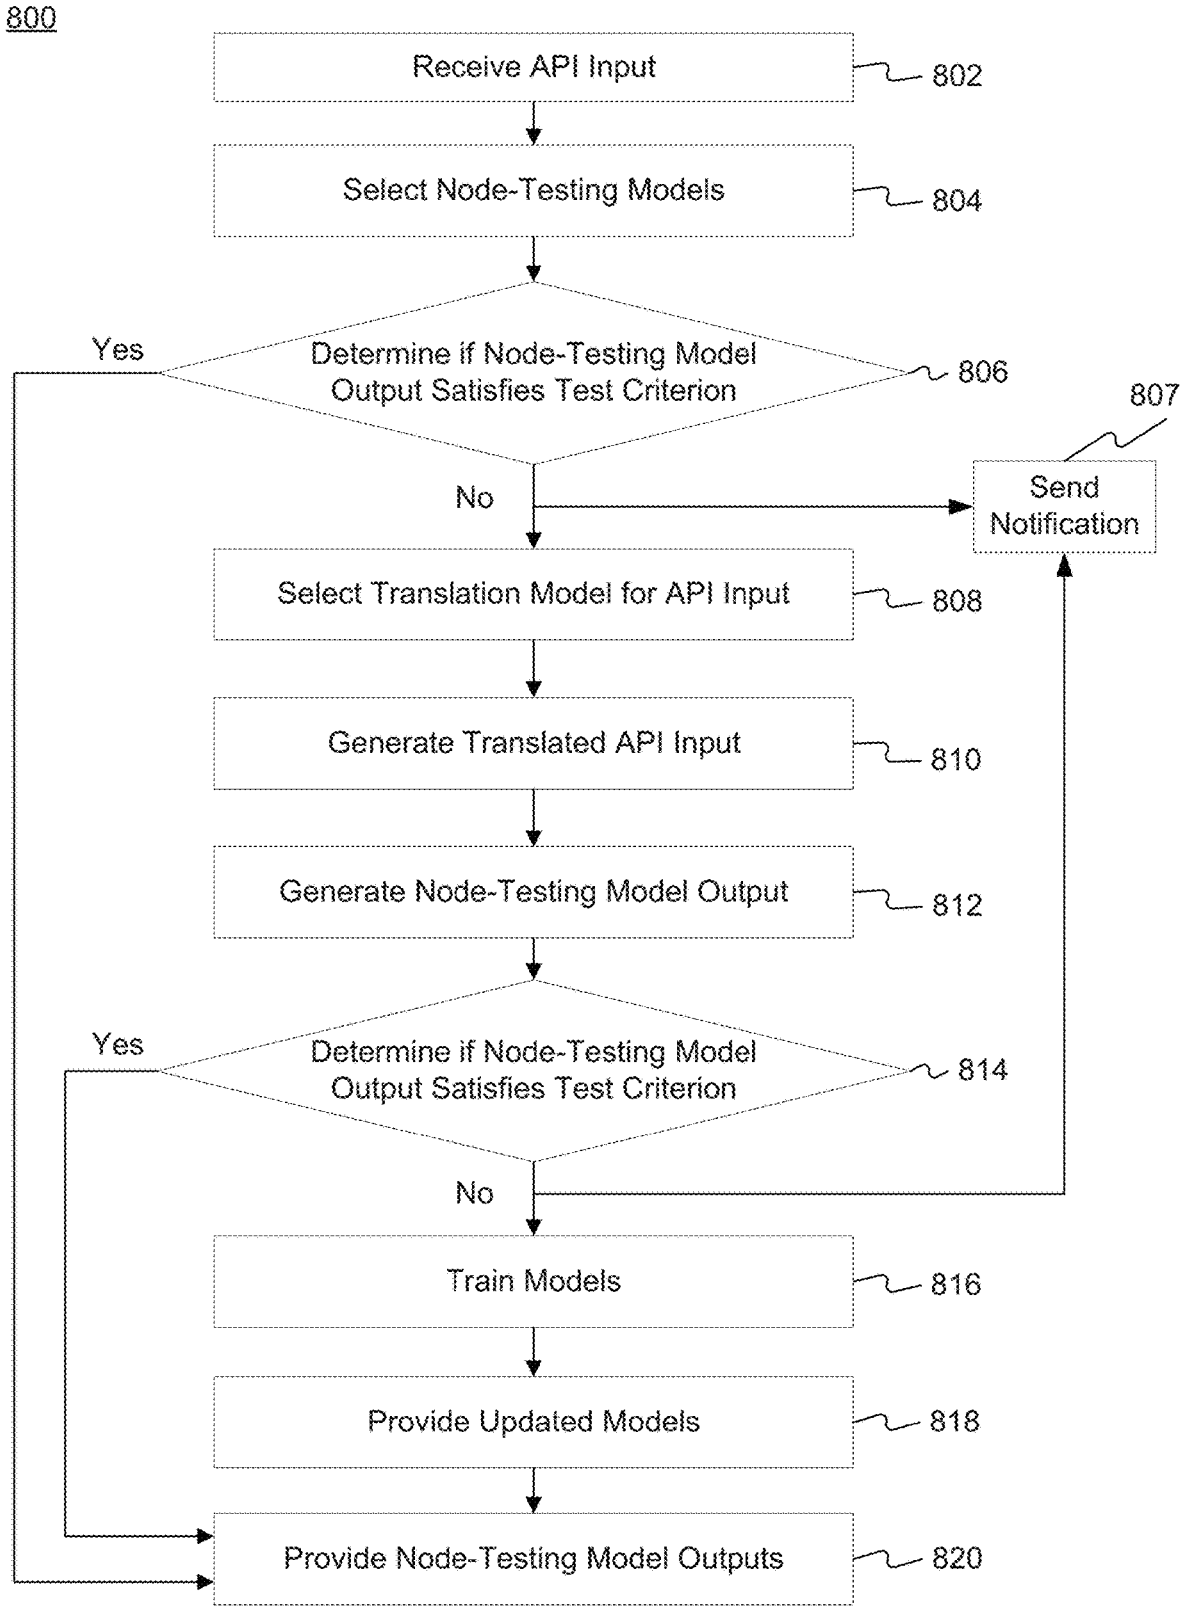 800
Receive API Input
802
Select Node-Testing Models
804
Yes
Determine if Node-Testing Model
Output Satisfies Test Criterion
806
807
No
Send
Notification
Select Translation Model for API Input
808
Generate Translated API Input
810
Generate Node-Testing Model Output
812
Yes
Determine if Node-Testing Model
Output Satisfies Test Criterion
814
No
Train Models
816
Provide Updated Models
818
Provide Node-Testing Model Outputs
820